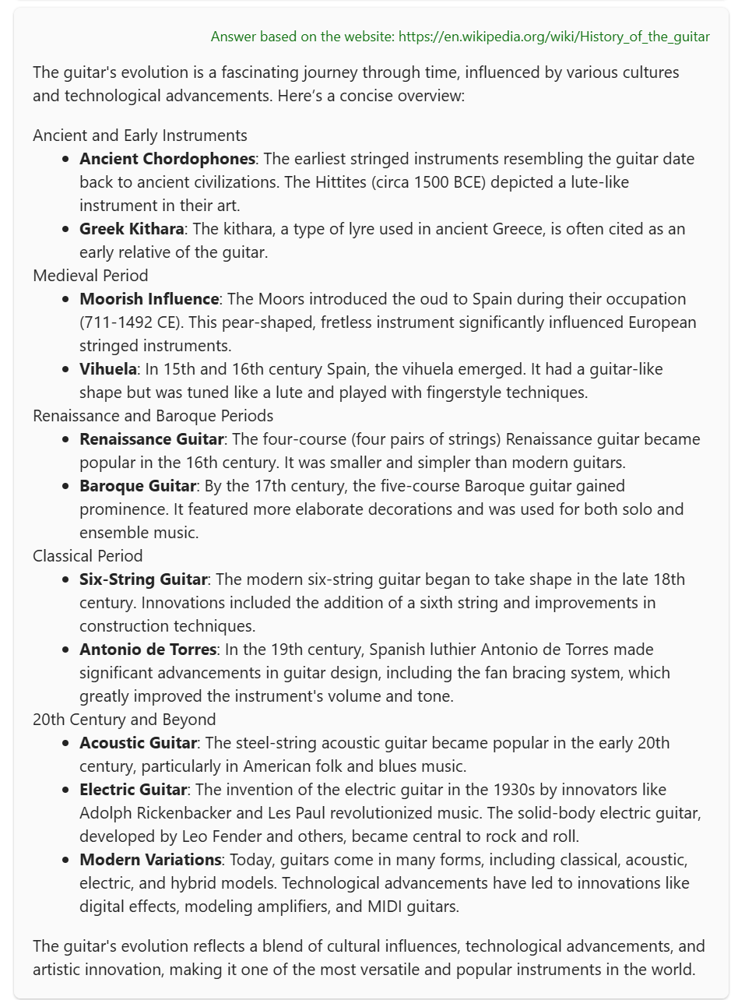 Answer based on the website: https://en.wikipedia.org/wiki/History_of_the_guitar
The guitar's evolution is a fascinating journey through time, influenced by various cultures
and technological advancements. Here’s a concise overview:
Ancient and Early Instruments
• Ancient Chordophones: The earliest stringed instruments resembling the guitar date
back to ancient civilizations. The Hittites (circa 1500 BCE) depicted a lute-like
instrument in their art.
• Greek Kithara: The kithara, a type of lyre used in ancient Greece, is often cited as an
early relative of the guitar.
Medieval Period
• Moorish Influence: The Moors introduced the oud to Spain during their occupation
(711-1492 CE). This pear-shaped, fretless instrument significantly influenced European
stringed instruments.
• Vihuela: In 15th and 16th century Spain, the vihuela emerged. It had a guitar-like
shape but was tuned like a lute and played with fingerstyle techniques.
Renaissance and Baroque Periods
• Renaissance Guitar: The four-course (four pairs of strings) Renaissance guitar became
popular in the 16th century. It was smaller and simpler than modern guitars.
• Baroque Guitar: By the 17th century, the five-course Baroque guitar gained
prominence. It featured more elaborate decorations and was used for both solo and
ensemble music.
Classical Period
• Six-String Guitar: The modern six-string guitar began to take shape in the late 18th
century. Innovations included the addition of a sixth string and improvements in
construction techniques.
• Antonio de Torres: In the 19th century, Spanish luthier Antonio de Torres made
significant advancements in guitar design, including the fan bracing system, which
greatly improved the instrument's volume and tone.
20th Century and Beyond
• Acoustic Guitar: The steel-string acoustic guitar became popular in the early 20th
century, particularly in American folk and blues music.
• Electric Guitar: The invention of the electric guitar in the 1930s by innovators like
Adolph Rickenbacker and Les Paul revolutionized music. The solid-body electric guitar,
developed by Leo Fender and others, became central to rock and roll.
• Modern Variations: Today, guitars come in many forms, including classical, acoustic,
electric, and hybrid models. Technological advancements have led to innovations like
digital effects, modeling amplifiers, and MIDI guitars.
The guitar's evolution reflects a blend of cultural influences, technological advancements, and
artistic innovation, making it one of the most versatile and popular instruments in the world.